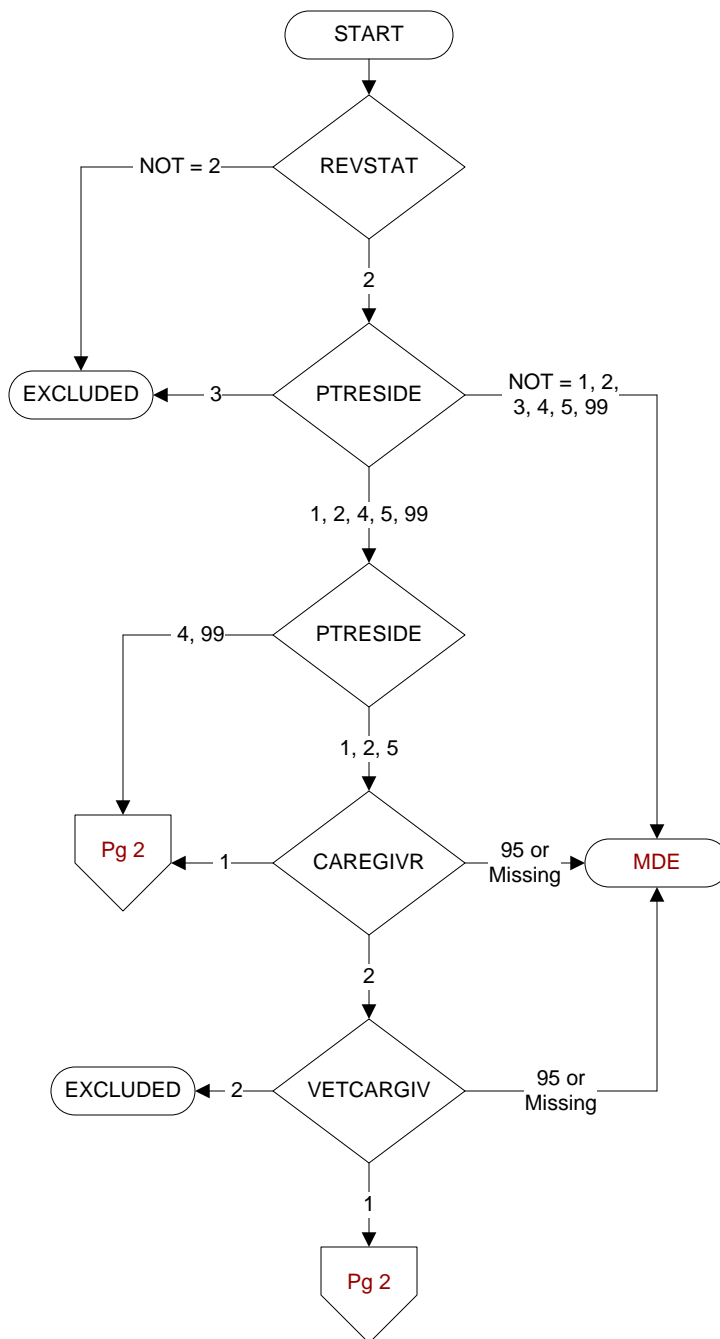 START
NOT = 2
REVSTAT
2
EXCLUDED
3
PTRESIDE
NOT = 1, 2,
3, 4, 5, 99
1, 2, 4, 5, 99
4, 99
PTRESIDE
1, 2, 5
Pg 2
1
CAREGIVR
95 or
Missing
MDE
2
EXCLUDED
2
VETCARGIV
95 or
Missing
1
Pg 2